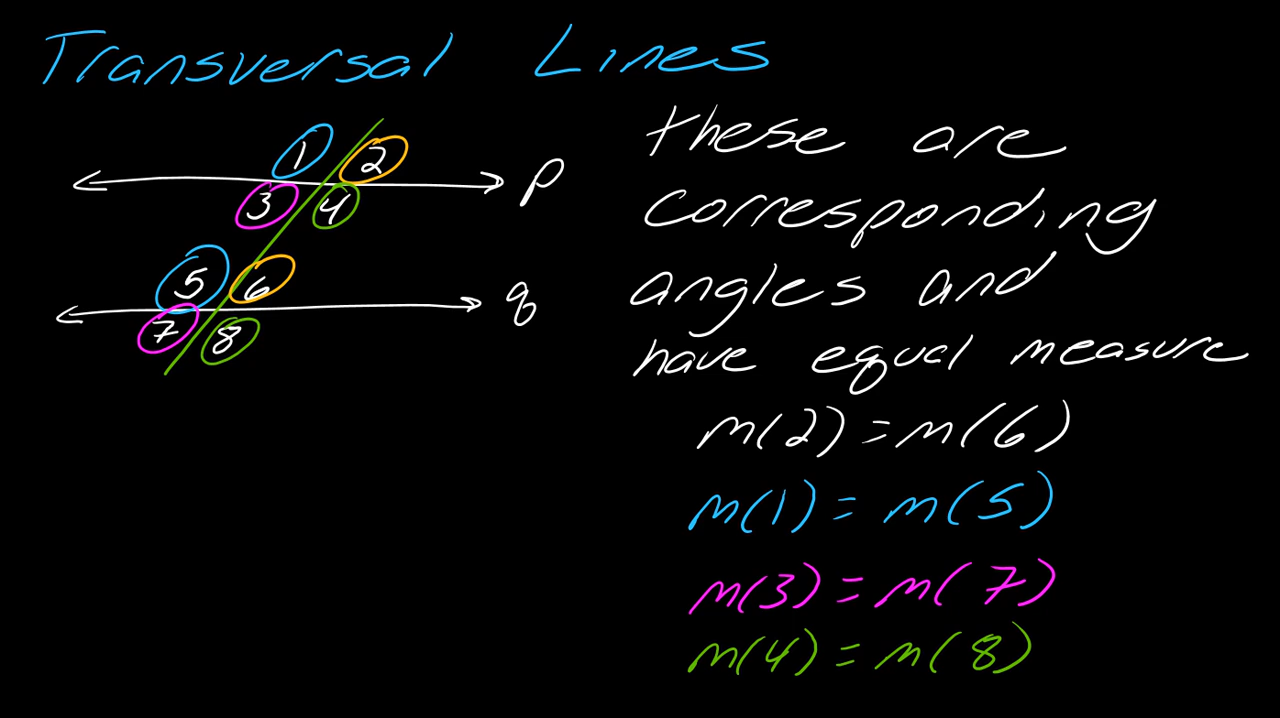 Transversal Lines
1 2
p
3 4
5 6
q
7 8
these are
corresponding
angles and
have equal measure
m(2) = m(6)
m(1) = m(5)
m(3) = m(7)
m(4) = m(8)